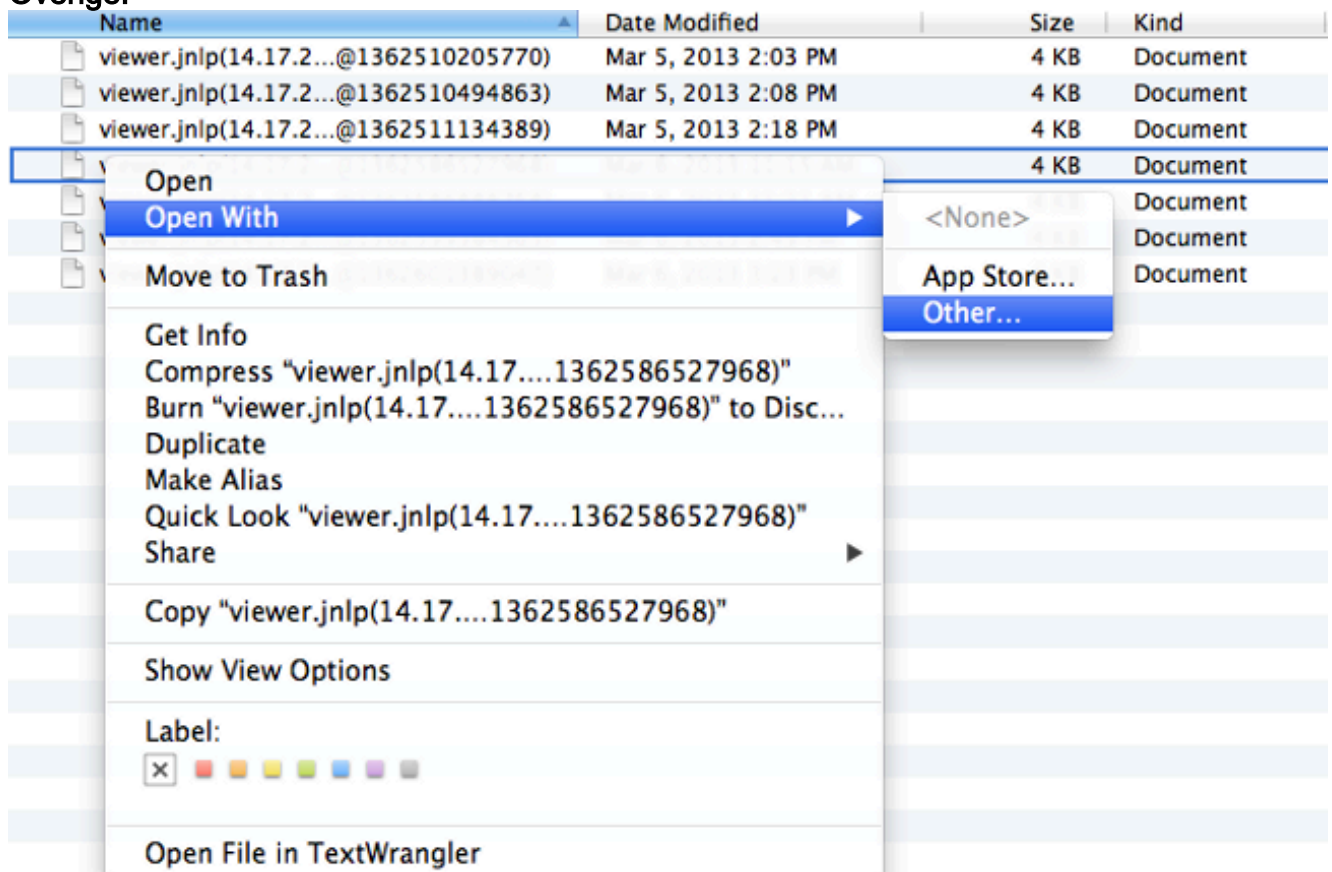 Name Date Modified Size Kind
viewer.jnlp(14.17.2...@1362510205770) Mar 5, 2013 2:03 PM 4 KB Document
viewer.jnlp(14.17.2...@1362510494863) Mar 5, 2013 2:08 PM 4 KB Document
viewer.jnlp(14.17.2...@1362511134389) Mar 5, 2013 2:18 PM 4 KB Document
4 KB Document
Open
Document
Open With <None>
Document
Move to Trash App Store... Document
Other...
Get Info
Compress “viewer.jnlp(14.17....1362586527968)”
Burn “viewer.jnlp(14.17....1362586527968)” to Disc...
Duplicate
Make Alias
Quick Look “viewer.jnlp(14.17....1362586527968)”
Share
Copy “viewer.jnlp(14.17....1362586527968)”
Show View Options
Label:
Open File in TextWrangler